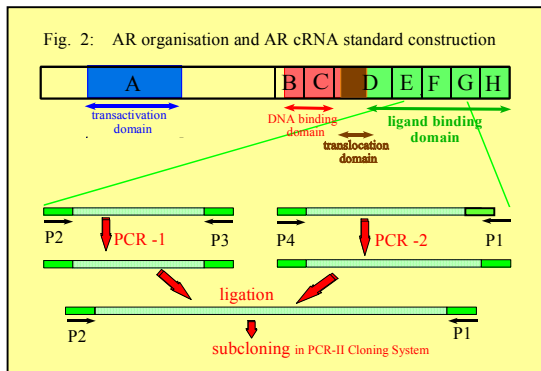 Fig. 2: AR organisation and AR cRNA standard construction
A B C D E F G H
transactivation
domain
DNA binding
domain
translocation
domain
ligand binding
domain
P2 PCR -1 P3 P4 PCR -2 P1
ligation
P2 P1
subcloning in PCR-II Cloning System